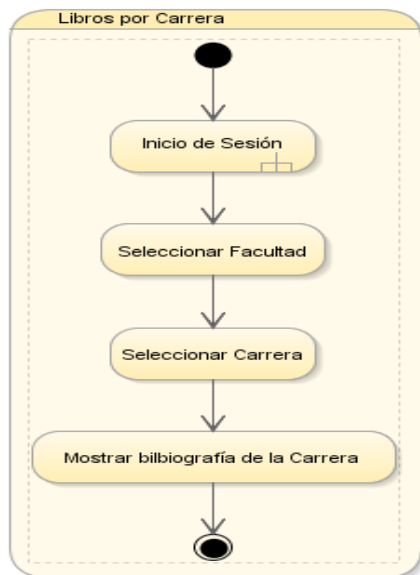 Libros por Carrera
Inicio de Sesión
Seleccionar Facultad
Seleccionar Carrera
Mostrar bilbiografía de la Carrera